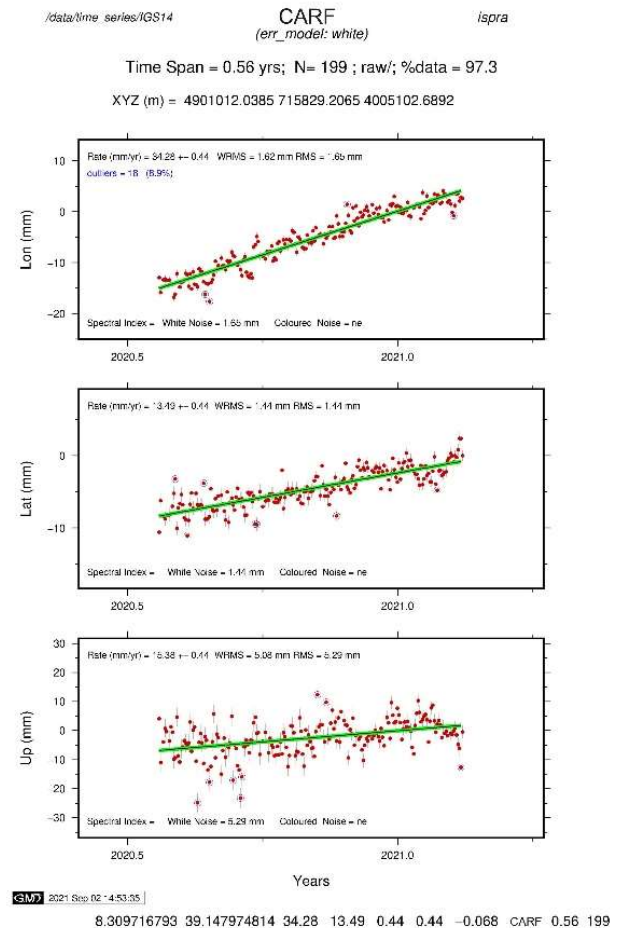 /data/time_series/IGS14 CARF ispra
(err_model: white)
Time Span = 0.56 yrs; N= 199 ; raw/; %data = 97.3
XYZ (m) = 4901012.0385 715829.2065 4005102.6892
Rate (mm/yr) = 34.28 +− 0.44 WRMS = 1.62 mm RMS = 1.65 mm
outliers = 18 (8.9%)
10
0
−10
−20
Lon (mm)
Spectral Index = White Noise = 1.65 mm Coloured Noise = ne
2020.5 2021.0
Rate (mm/yr) = 13.49 +− 0.44 WRMS = 1.44 mm RMS = 1.44 mm
0
−10
Lat (mm)
Spectral Index = White Noise = 1.44 mm Coloured Noise = ne
2020.5 2021.0
Rate (mm/yr) = 15.38 +− 0.44 WRMS = 5.08 mm RMS = 5.29 mm
30
20
10
0
−10
−20
−30
Up (mm)
Spectral Index = White Noise = 5.29 mm Coloured Noise = ne
2020.5 2021.0
Years
GMD 2021 Sep 02 14:53:35
8.309716793 39.147974814 34.28 13.49 0.44 0.44 −0.068 CARF 0.56 199